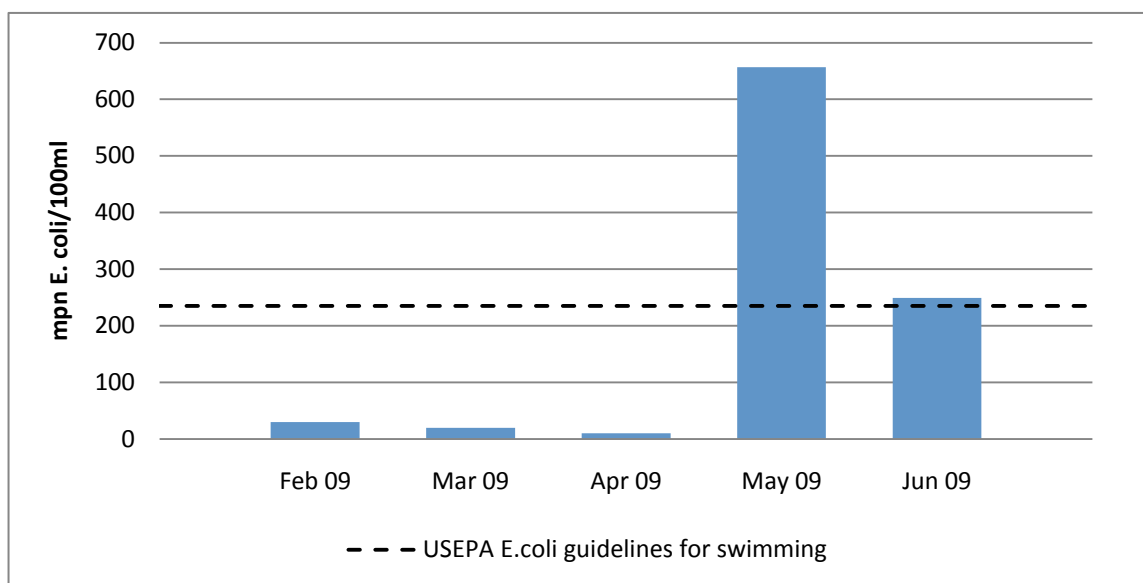 700
600
500
400
300
200
100
0
mpn E. coli/100ml
Feb 09 Mar 09 Apr 09 May 09 Jun 09
USEPA E.coli guidelines for swimming